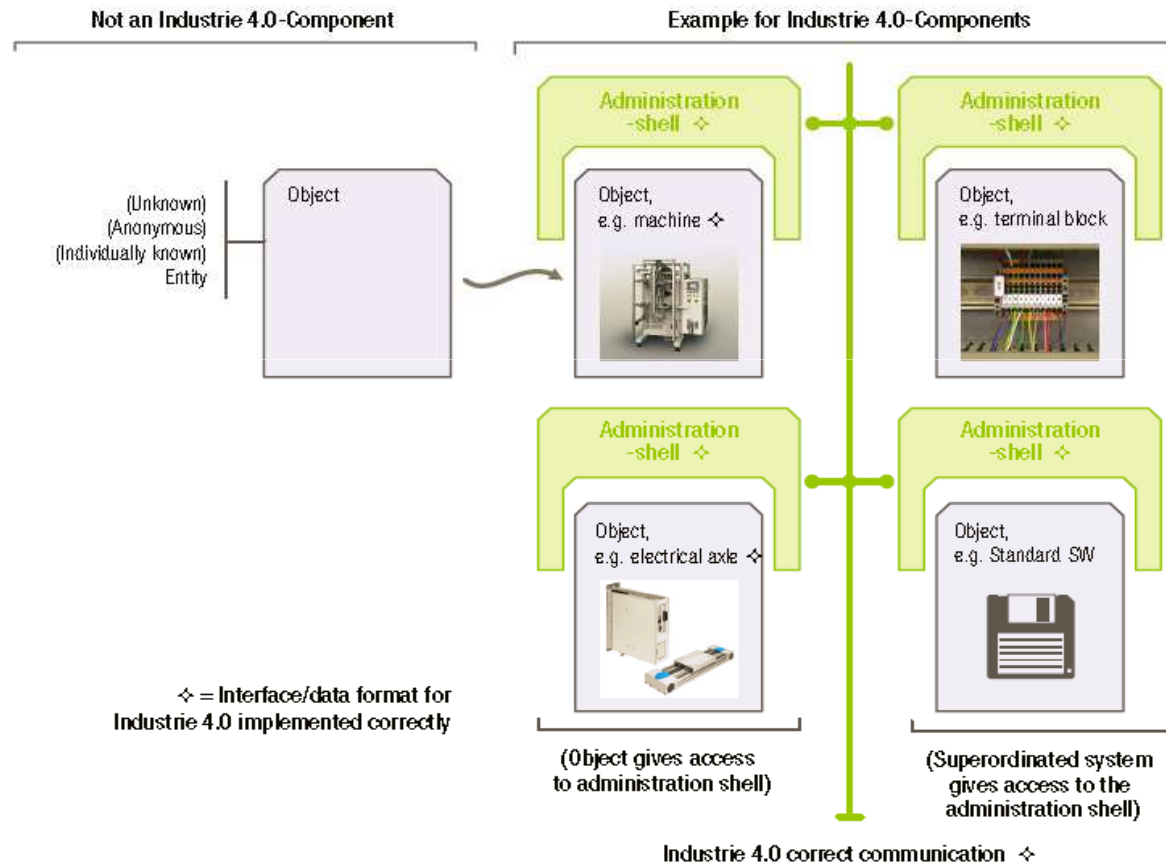 Not an Industrie 4.0-Component
Example for Industrie 4.0-Components
(Unknown)
(Anonymous)
(Individually known)
Entity
Object
Administration
-shell ✧
Object,
e.g. machine ✧
Administration
-shell ✧
Object,
e.g. terminal block
Administration
-shell ✧
Object,
e.g. electrical axle ✧
Administration
-shell ✧
Object,
e.g. Standard SW
✧ = Interface/data format for
Industrie 4.0 implemented correctly
(Object gives access
to administration shell)
(Superordinated system
gives access to the
administration shell)
Industrie 4.0 correct communication ✧